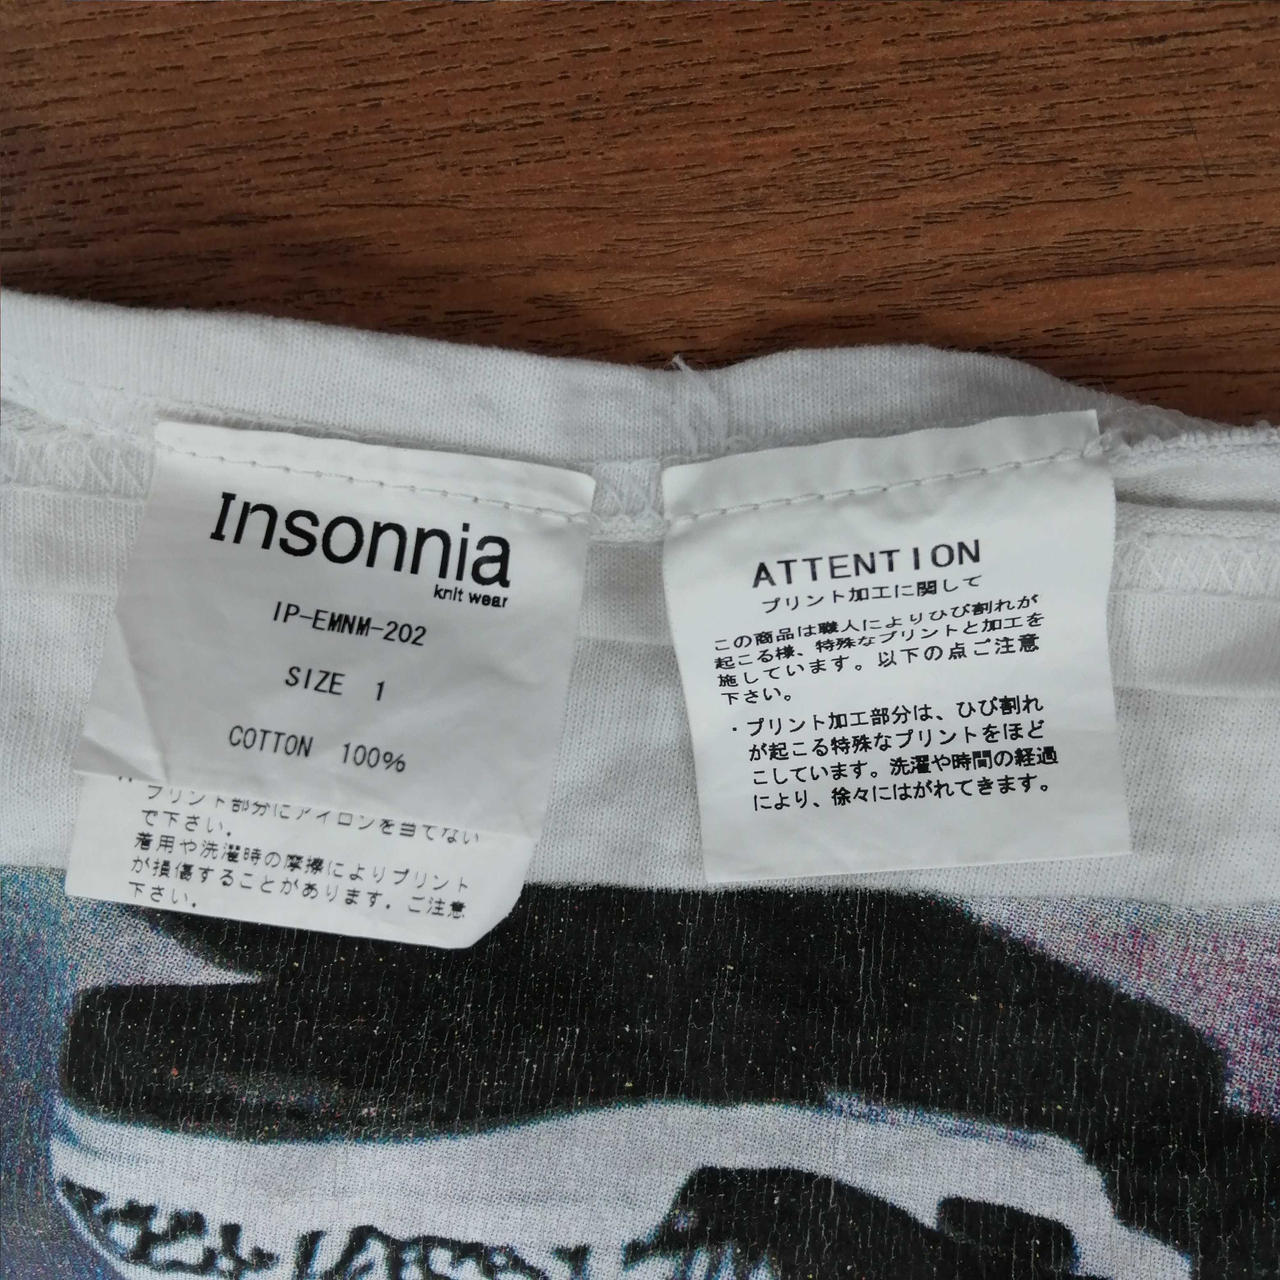 Insonnia
knit wear
IP-EMNM-202
SIZE 1
COTTON 100%
プリント部分にアイロンを当てない
で下さい.
着用や洗濯時の摩擦によりプリント
が損傷することがあります. ご注意
下さい.
ATTENTION
プリント加工に関して
この商品は職人によりひび割れが
起こる様、特殊なプリントと加工を
施しています。以下の点ご注意
下さい。
・プリント加工部分は、ひび割れ
が起こる特殊なプリントをほど
こしています。洗濯や時間の経過
により、徐々にはがれてきます。